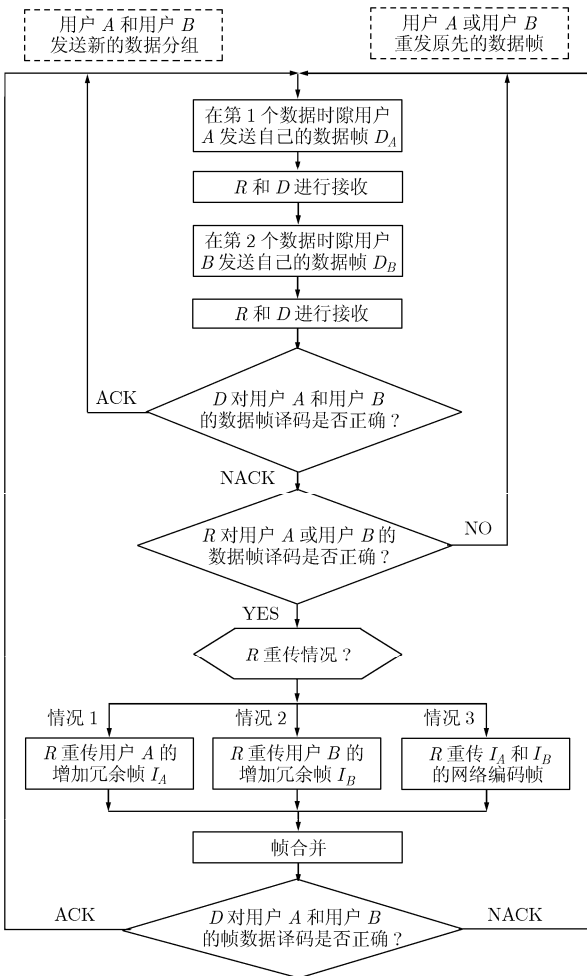 用户 A 和用户 B
发送新的数据分组
用户 A 或用户 B
重发原先的数据帧
在第 1 个数据时隙用户
A 发送自己的数据帧 D_A
R 和 D 进行接收
在第 2 个数据时隙用户
B 发送自己的数据帧 D_B
R 和 D 进行接收
D 对用户 A 和用户 B
的数据帧译码是否正确？
ACK
NACK
R 对用户 A 或用户 B 的
数据帧译码是否正确？
NO
YES
R 重传情况？
情况 1
情况 2
情况 3
R 重传用户 A 的
增加冗余帧 I_A
R 重传用户 B 的
增加冗余帧 I_B
R 重传 I_A 和 I_B
的网络编码帧
帧合并
ACK
D 对用户 A 和用户 B
的帧数据译码是否正确？
NACK